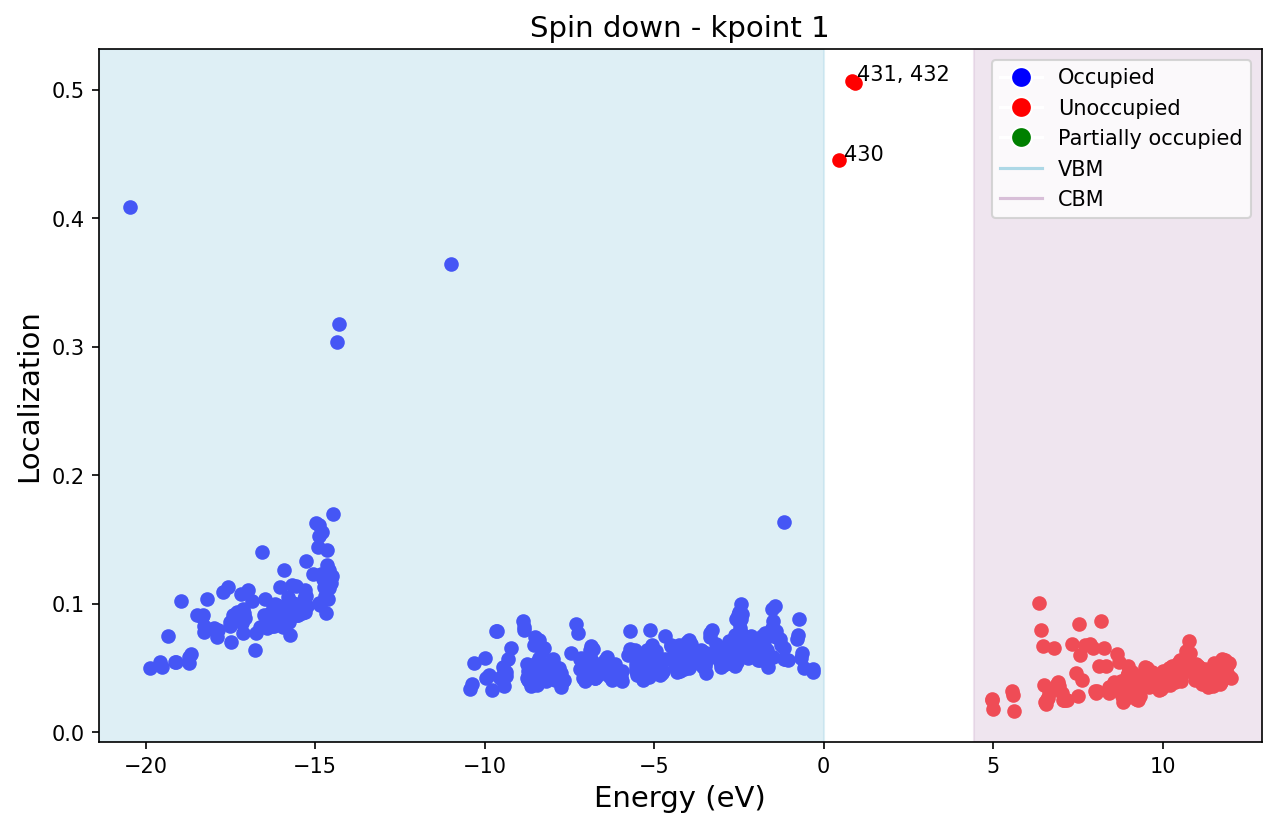 Spin down - kpoint 1
Localization
0.5
0.4
0.3
0.2
0.1
0.0
431, 432
430
Occupied
Unoccupied
Partially occupied
VBM
CBM
−20
−15
−10
−5
0
5
10
Energy (eV)